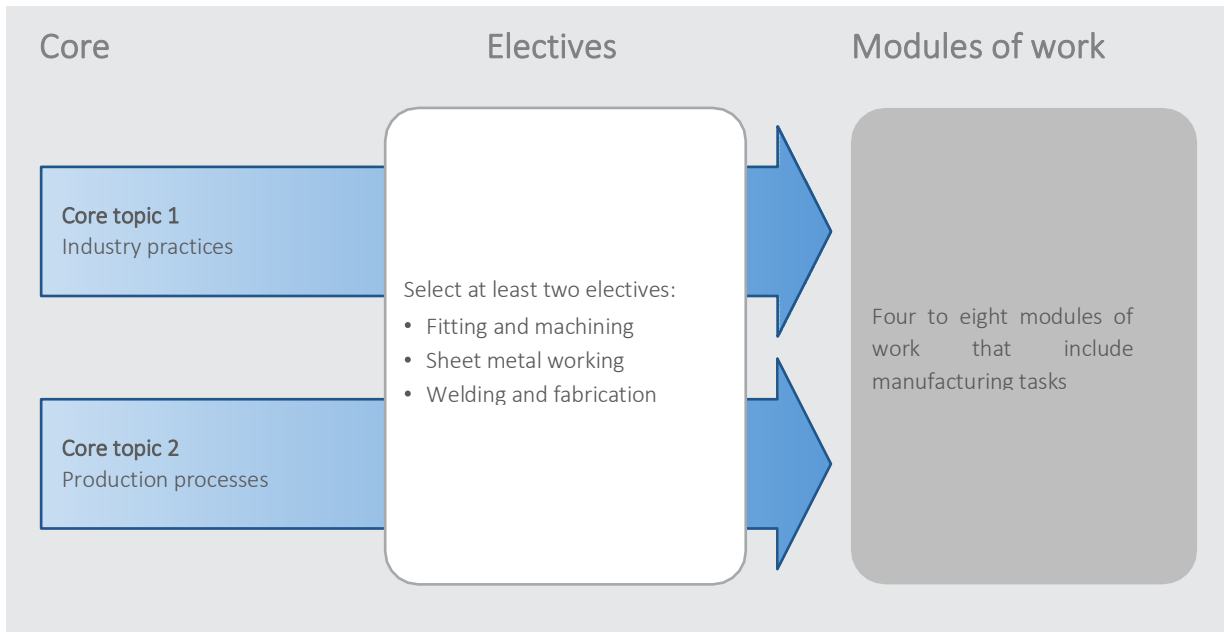 Core
Electives
Modules of work
Core topic 1
Industry practices
Core topic 2
Production processes
Select at least two electives:
• Fitting and machining
• Sheet metal working
• Welding and fabrication
Four to eight modules of
work that include
manufacturing tasks